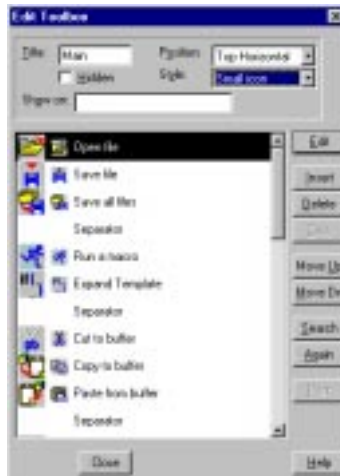 Edit Toolbox
Title: Main Position: Top Horizontal
Hidden Style: Small icon
Show on:
Open file
Edit
Save file
Insert
Save all files
Delete
Separator
Run a macro
Move Up
Expand Template
Move Dn
Separator
Search
Cut to buffer
Again
Copy to buffer
Paste from buffer
Separator
Close
Help